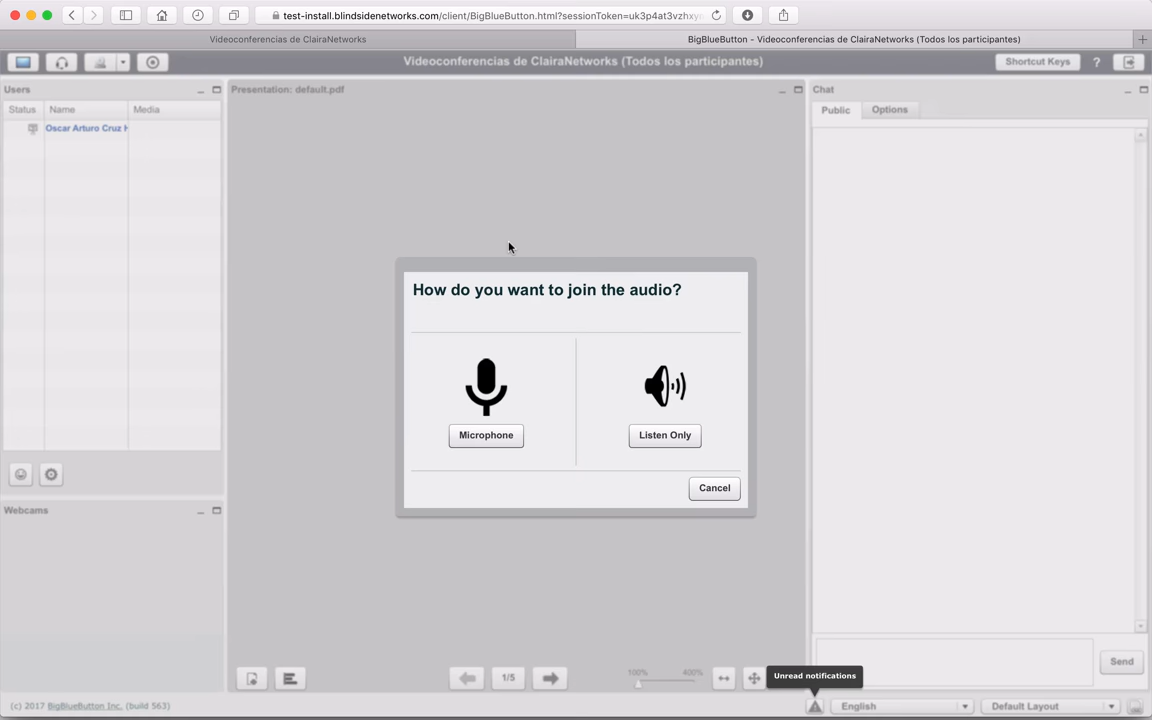 test-install.blindsidenetworks.com/client/BigBlueButton.html?sessionToken=uk3p4at3vzhxy
Videoconferencias de ClairaNetworks
BigBlueButton - Videoconferencias de ClairaNetworks (Todos los participantes)
Videoconferencias de ClairaNetworks (Todos los participantes)
Shortcut Keys
?
Users
Presentation: default.pdf
Chat
Status
Name
Media
Public
Options
Oscar Arturo Cruz H
How do you want to join the audio?
Microphone
Listen Only
Cancel
Webcams
1/5
100%
400%
Unread notifications
Send
(c) 2017 BigBlueButton Inc. (build 563)
English
Default Layout